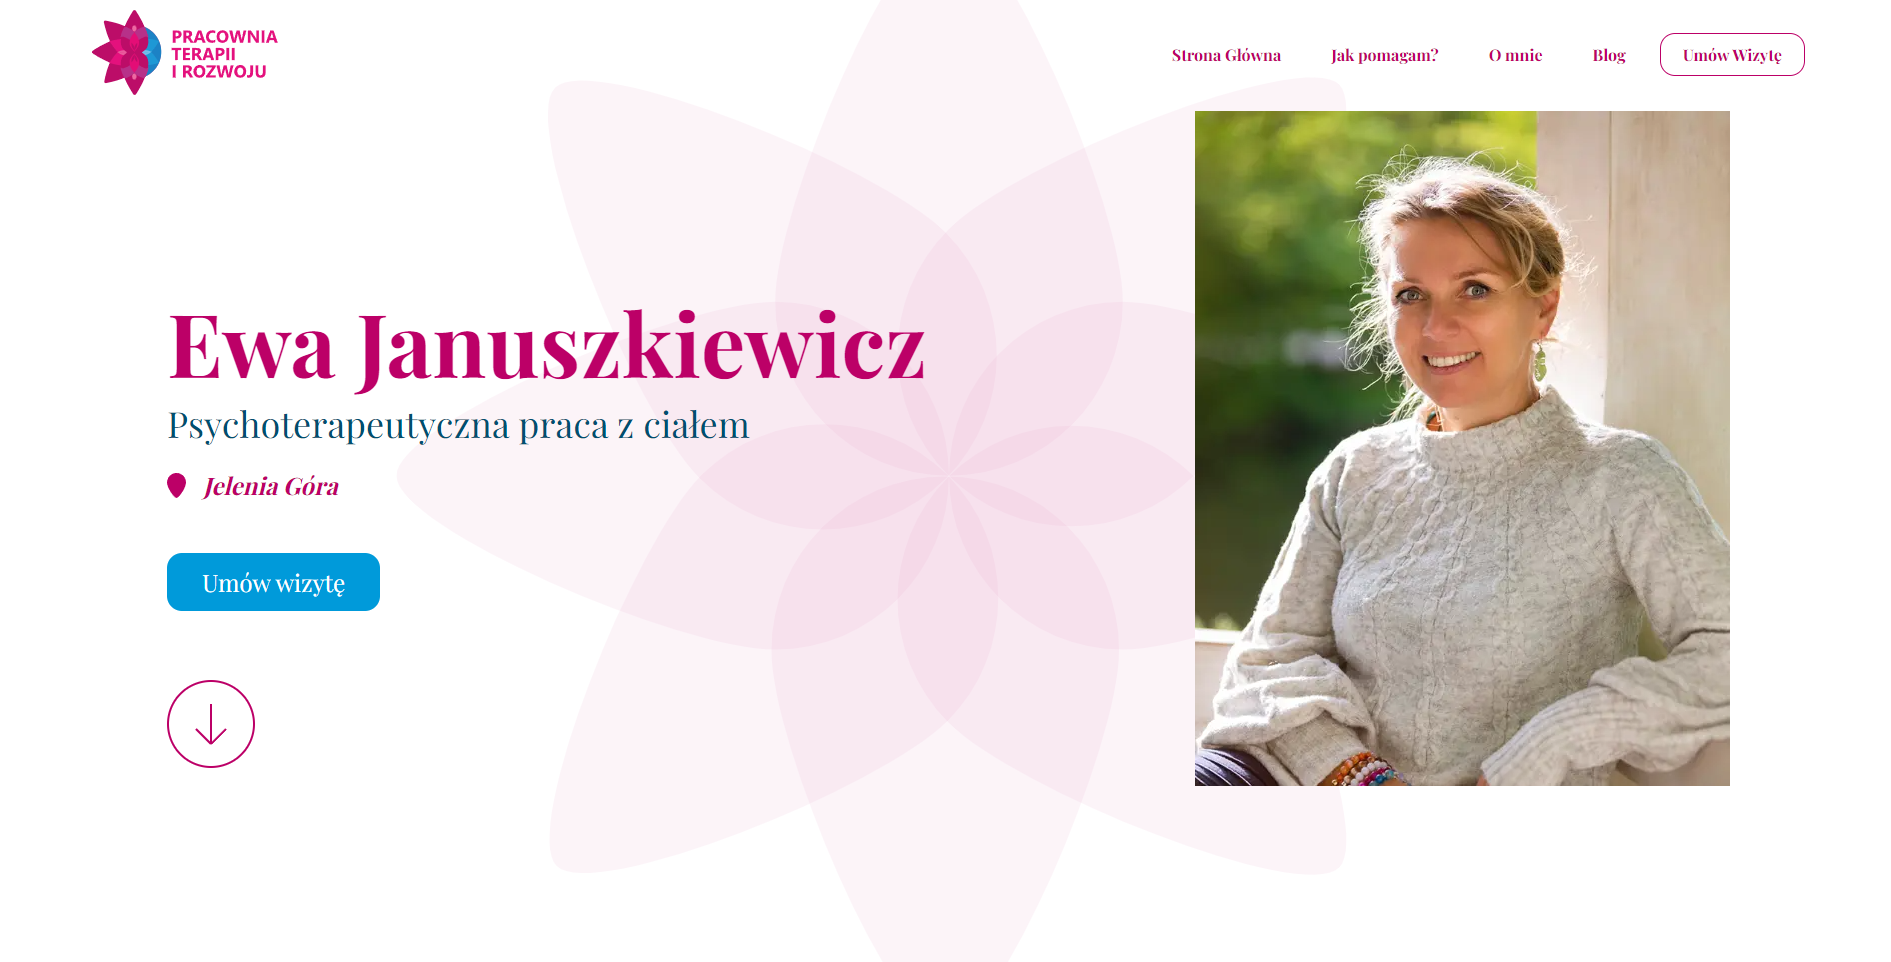 PRACOWNIA
TERAPII
I ROZWOJU
Strona Główna
Jak pomagam?
O mnie
Blog
Umów Wizytę
Ewa Januszkiewicz
Psychoterapeutyczna praca z ciałem
Jelenia Góra
Umów wizytę